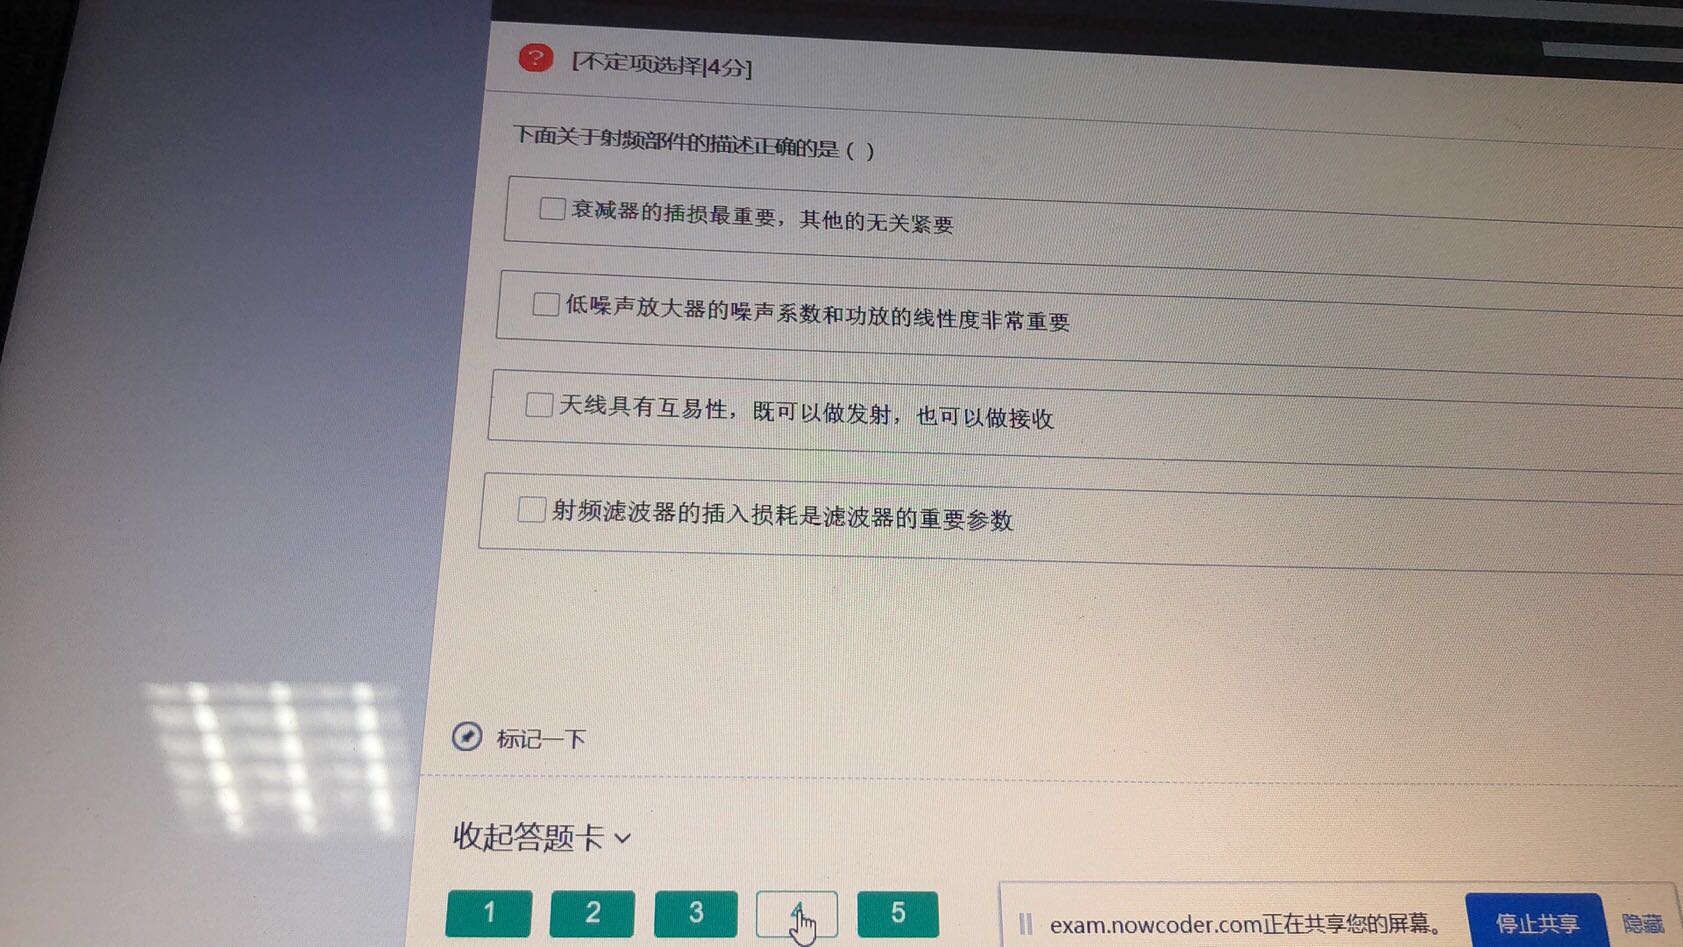 ?
[不定项选择|4分]
下面关于射频部件的描述正确的是 ( )
衰减器的插损最重要，其他的无关紧要
低噪声放大器的噪声系数和功放的线性度非常重要
天线具有互易性，既可以做发射，也可以做接收
射频滤波器的插入损耗是滤波器的重要参数
标记一下
收起答题卡
1 2 3 4 5
exam.nowcoder.com正在共享您的屏幕。 停止共享 隐藏